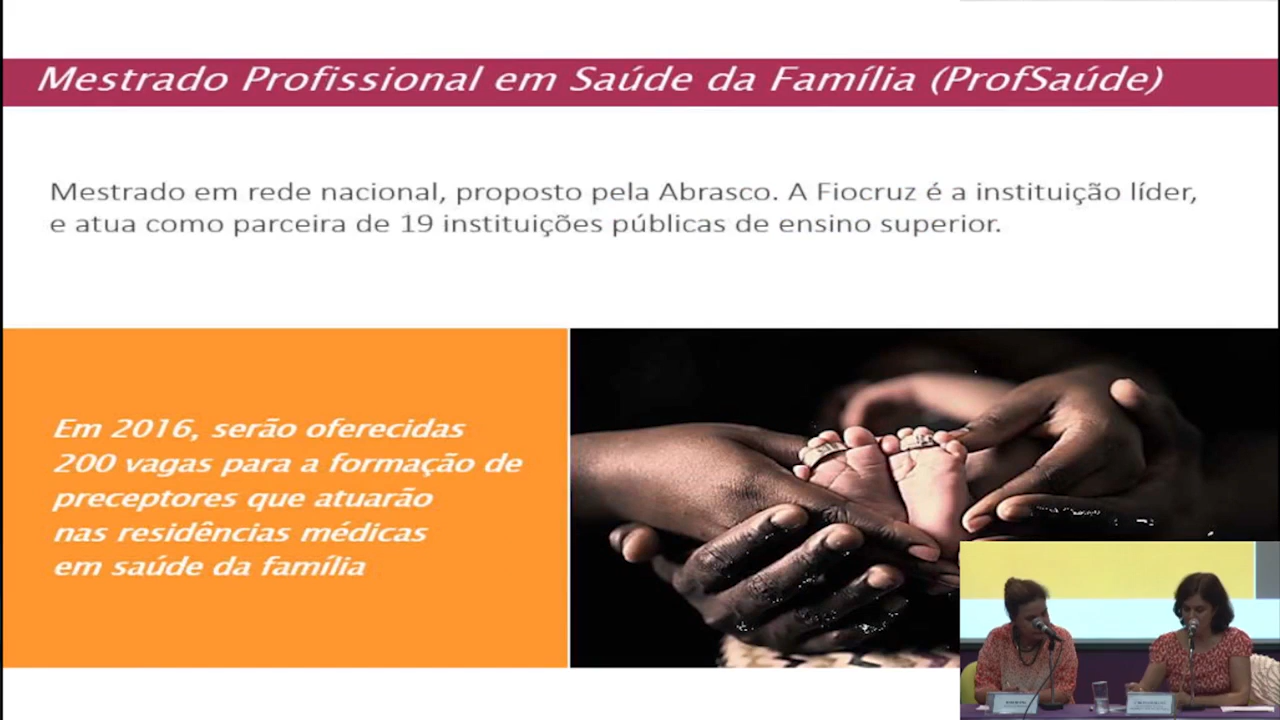 Mestrado Profissional em Saúde da Família (ProfSaúde)
Mestrado em rede nacional, proposto pela Abrasco. A Fiocruz é a instituição líder,
e atua como parceira de 19 instituições públicas de ensino superior.
Em 2016, serão oferecidas
200 vagas para a formação de
preceptores que atuarão
nas residências médicas
em saúde da família